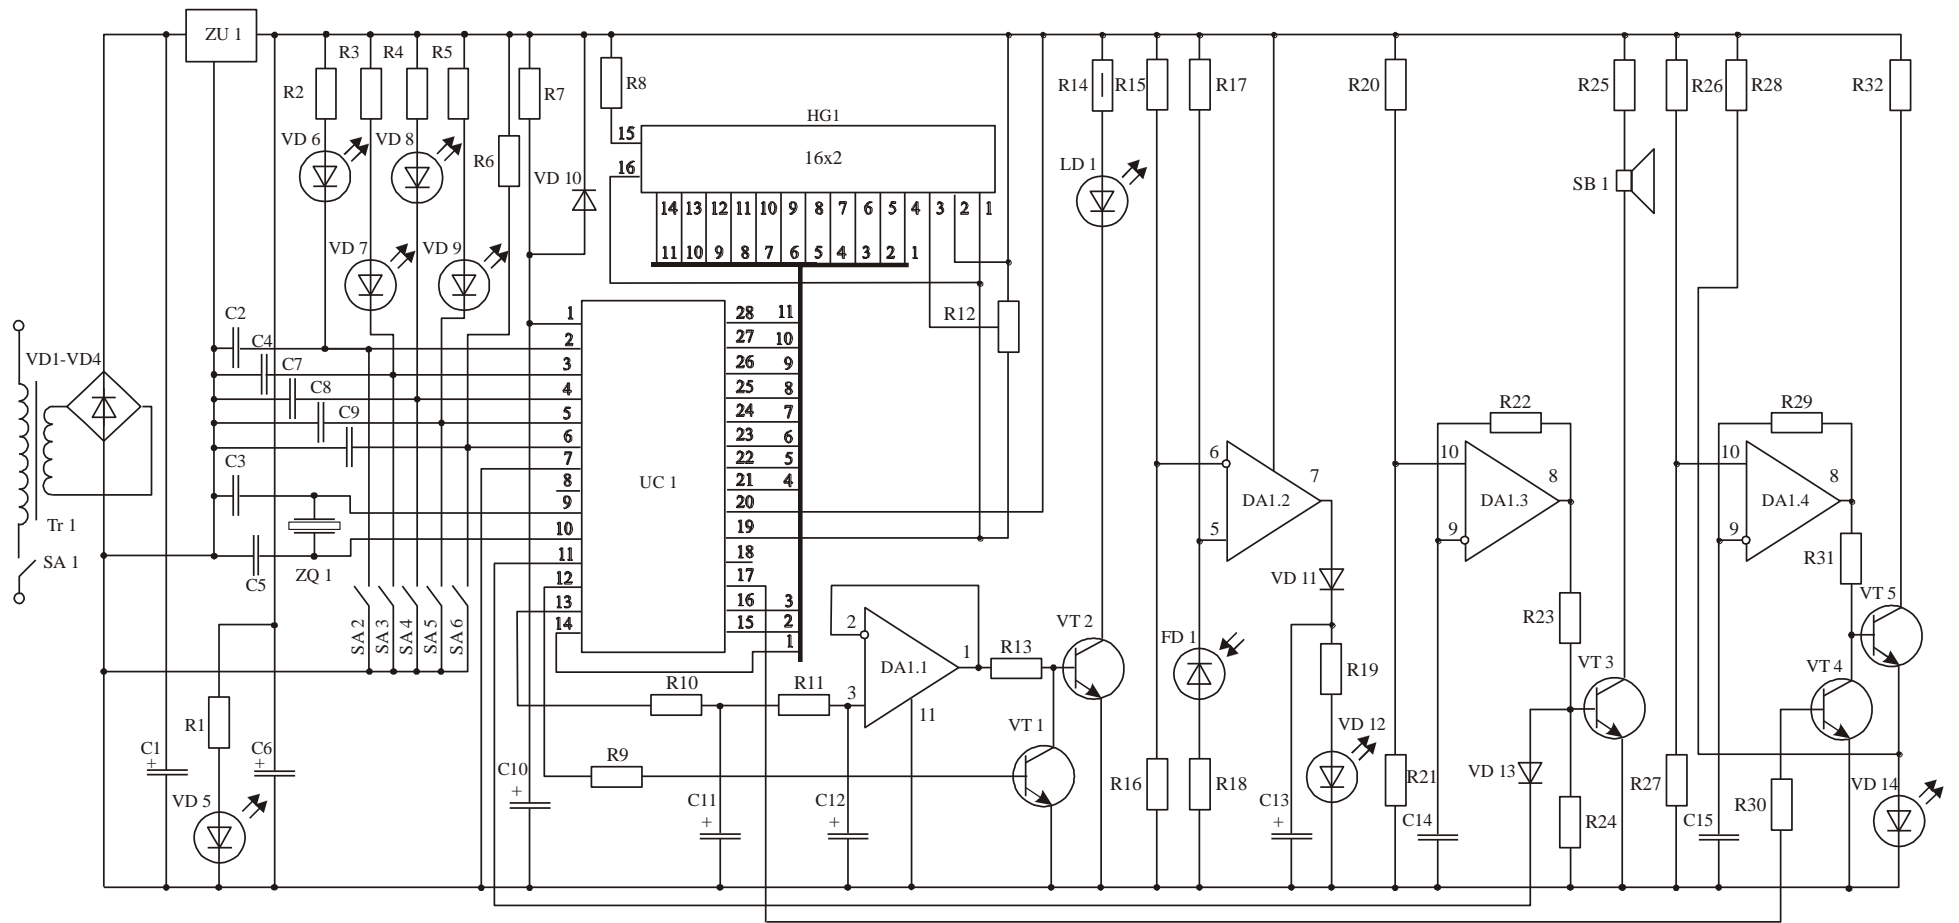 ZU 1
R2
R3
R4
R5
R6
R7
R8
HG1
16x2
15
16
14 13 12 11 10 9 8 7 6 5 4 3 2 1
11 10 9 8 7 6 5 4 3 2 1
VD 6
VD 8
VD 7
VD 9
VD 10
R12
R14
R15
R17
R20
R25
R26
R28
R32
LD 1
SB 1
VD1-VD4
Tr 1
SA 1
C2
C4
C7
C8
C9
C3
C5
ZQ 1
SA 2
SA 3
SA 4
SA 5
SA 6
UC 1
1
2
3
4
5
6
7
8
9
10
11
12
13
14
28 11
27 10
26 9
25 8
24 7
23 6
22 5
21 4
20
19
18
17
16 3
15 2
1
R22
R29
6
5
7
DA1.2
10
9
8
DA1.3
10
9
8
DA1.4
VD 11
R31
R23
VT 5
VT 2
FD 1
2
3
1
11
DA1.1
R13
R10
R11
R19
VT 3
VT 4
VT 1
R1
C1
+
C6
+
VD 5
C10
+
R9
C11
+
C12
+
R16
R18
C13
+
VD 12
R21
C14
VD 13
R24
R27
C15
R30
VD 14